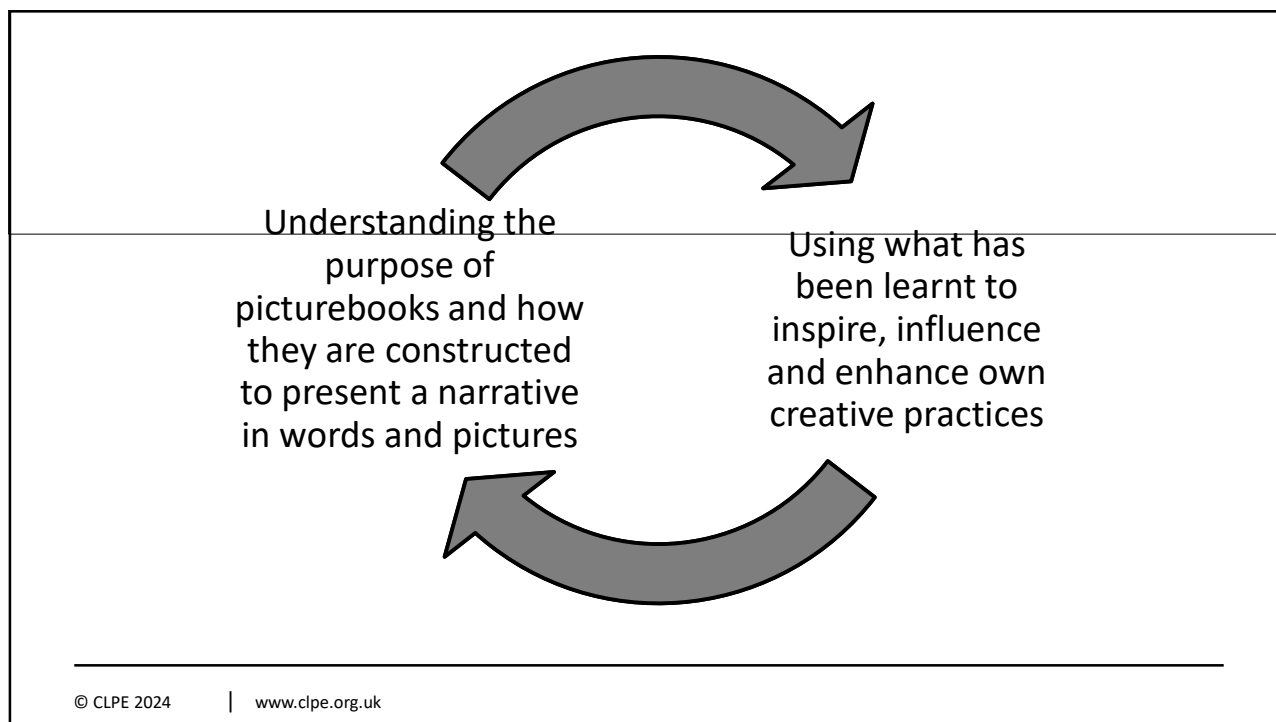 Understanding the
purpose of
picturebooks and how
they are constructed
to present a narrative
in words and pictures
Using what has
been learnt to
inspire, influence
and enhance own
creative practices
© CLPE 2024 | www.clpe.org.uk